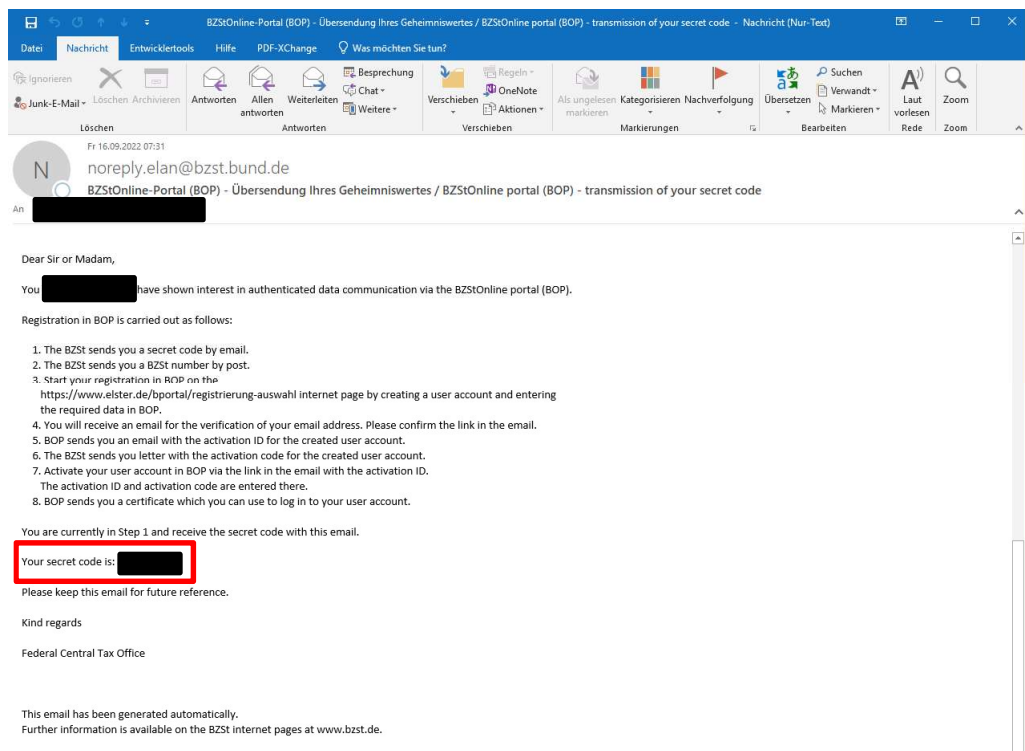 BZStOnline-Portal (BOP) - Übersendung Ihres Geheimniswertes / BZStOnline portal (BOP) - transmission of your secret code - Nachricht (Nur-Text)
Datei Nachricht Entwicklertools Hilfe PDF-XChange Was möchten Sie tun?
Ignorieren
Junk-E-Mail
Löschen Archivieren
Löschen
Antworten Allen antworten Weiterleiten
Besprechung
Chat
Weitere
Antworten
Verschieben
Regeln
OneNote
Aktionen
Verschieben
Als ungelesen markieren Kategorisieren Nachverfolgung
Markierungen
Übersetzen
Suchen
Verwandt
Markieren
Bearbeiten
Laut vorlesen
Rede
Zoom
Zoom
Fr 16.09.2022 07:31
N
noreply.elan@bzst.bund.de
BZStOnline-Portal (BOP) - Übersendung Ihres Geheimniswertes / BZStOnline portal (BOP) - transmission of your secret code
An
Dear Sir or Madam,
You have shown interest in authenticated data communication via the BZStOnline portal (BOP).
Registration in BOP is carried out as follows:
1. The BZSt sends you a secret code by email.
2. The BZSt sends you a BZSt number by post.
3. Start your registration in BOP on the
https://www.elster.de/bportal/registrierung-auswahl internet page by creating a user account and entering
the required data in BOP.
4. You will receive an email for the verification of your email address. Please confirm the link in the email.
5. BOP sends you an email with the activation ID for the created user account.
6. The BZSt sends you letter with the activation code for the created user account.
7. Activate your user account in BOP via the link in the email with the activation ID.
The activation ID and activation code are entered there.
8. BOP sends you a certificate which you can use to log in to your user account.
You are currently in Step 1 and receive the secret code with this email.
Your secret code is:
Please keep this email for future reference.
Kind regards
Federal Central Tax Office
This email has been generated automatically.
Further information is available on the BZSt internet pages at www.bzst.de.